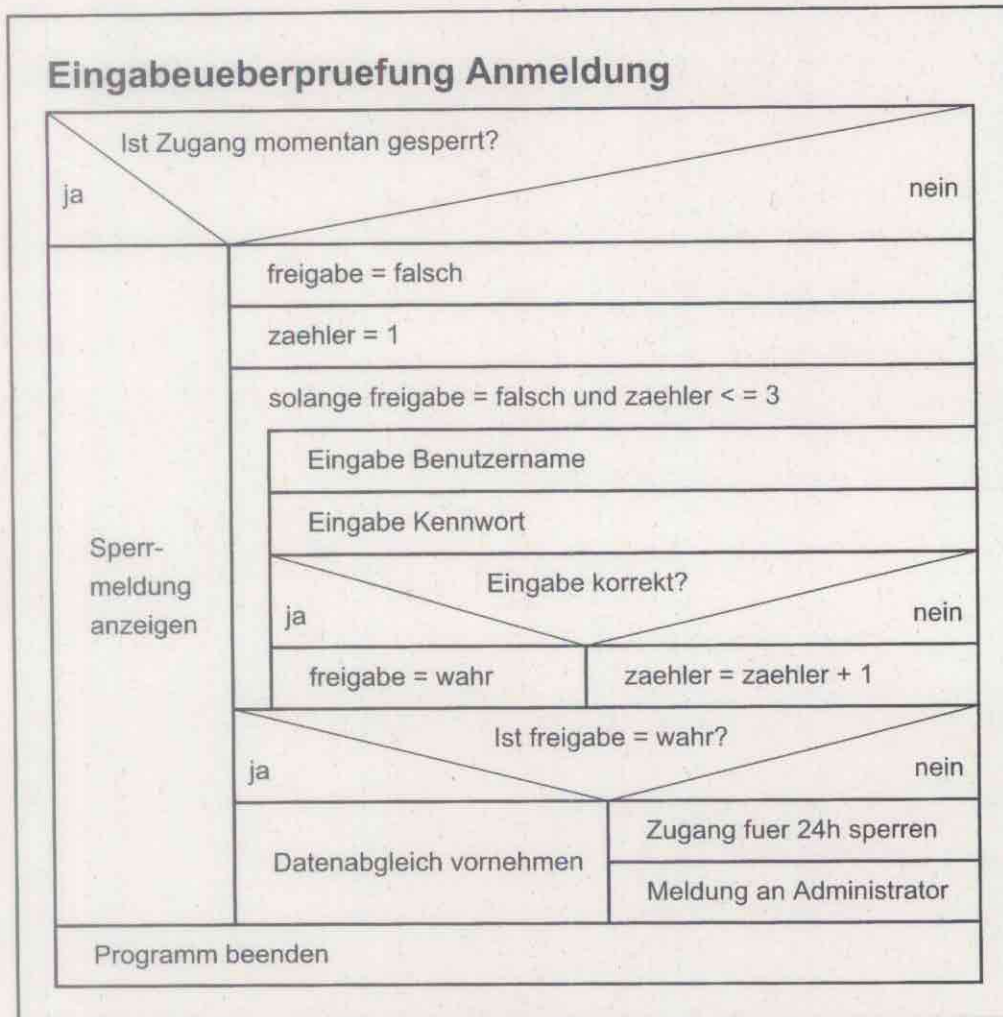 Eingabeueberpruefung Anmeldung
Ist Zugang momentan gesperrt?
ja
nein
freigabe = falsch
zaehler = 1
solange freigabe = falsch und zaehler < = 3
Eingabe Benutzername
Eingabe Kennwort
Sperr-
meldung
anzeigen
Eingabe korrekt?
ja
nein
freigabe = wahr
zaehler = zaehler + 1
Ist freigabe = wahr?
ja
nein
Datenabgleich vornehmen
Zugang fuer 24h sperren
Meldung an Administrator
Programm beenden